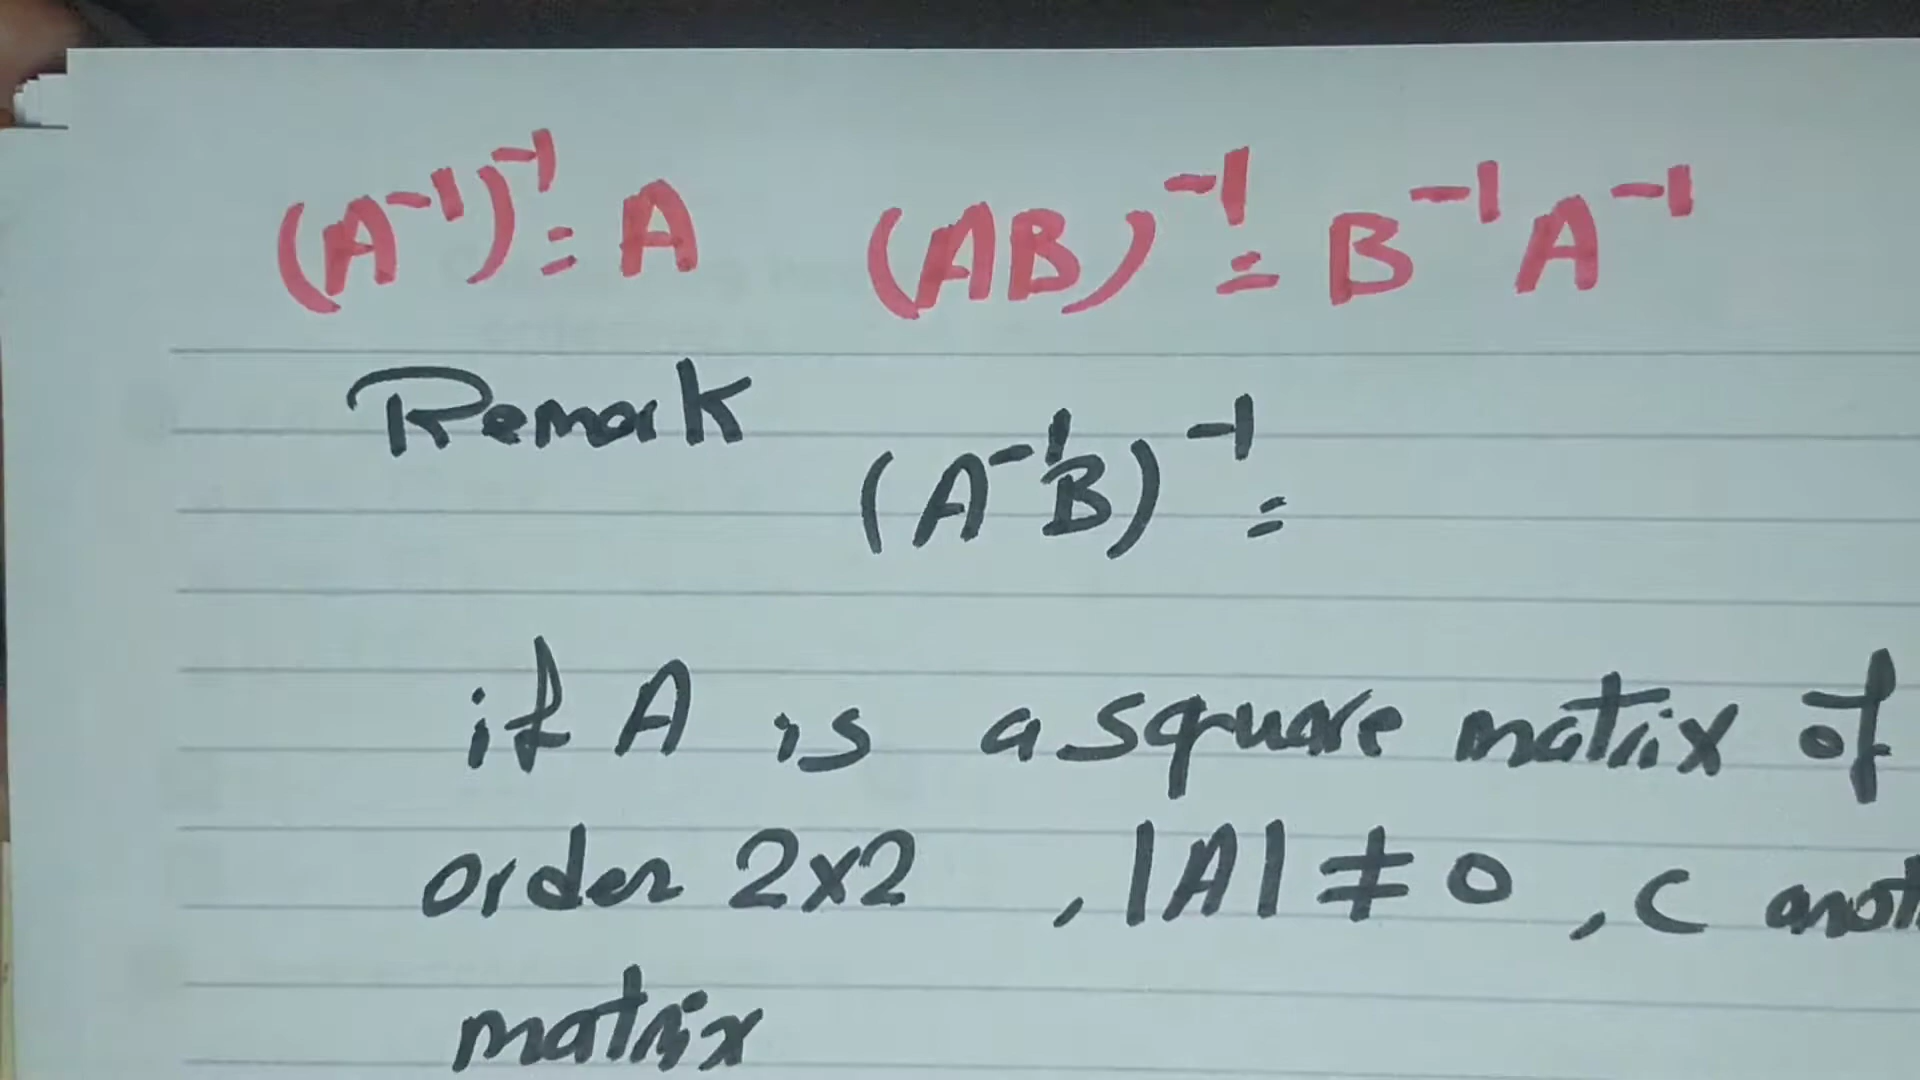 (A⁻¹)⁻¹ = A (AB)⁻¹ = B⁻¹A⁻¹
Remark
(A⁻¹B)⁻¹ =
if A is a square matrix of
order 2x2 , |A| ≠ 0 , C
matrix